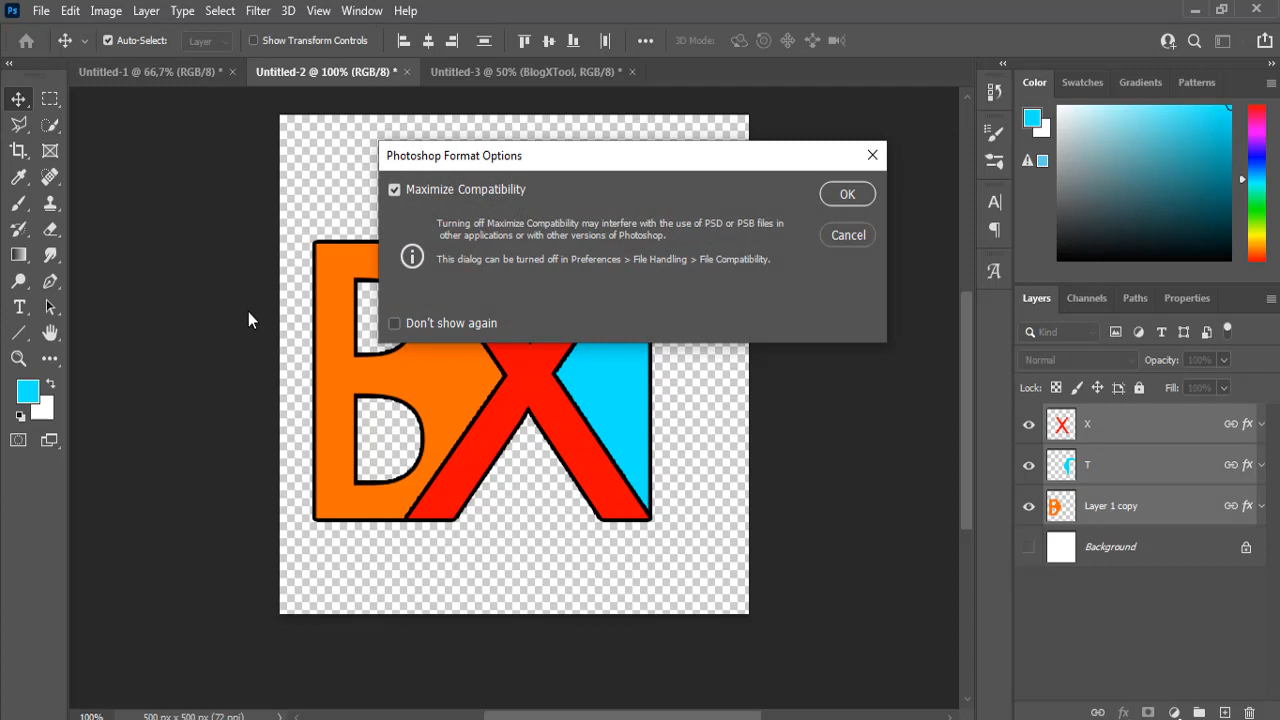 Ps File Edit Image Layer Type Select Filter 3D View Window Help
Auto-Select: Layer Show Transform Controls 3D Mode:
Untitled-1 @ 66,7% (RGB/8) * Untitled-2 @ 100% (RGB/8) * Untitled-3 @ 50% (BlogXTool, RGB/8) *
Color Swatches Gradients Patterns
Photoshop Format Options
Maximize Compatibility
OK
Turning off Maximize Compatibility may interfere with the use of PSD or PSB files in
other applications or with other versions of Photoshop.
Cancel
This dialog can be turned off in Preferences > File Handling > File Compatibility.
Don't show again
B X
Layers Channels Paths Properties
Kind
Normal Opacity: 100%
Lock: Fill: 100%
X fx
T fx
Layer 1 copy fx
Background
100% 500 px x 500 px (72 ppi)